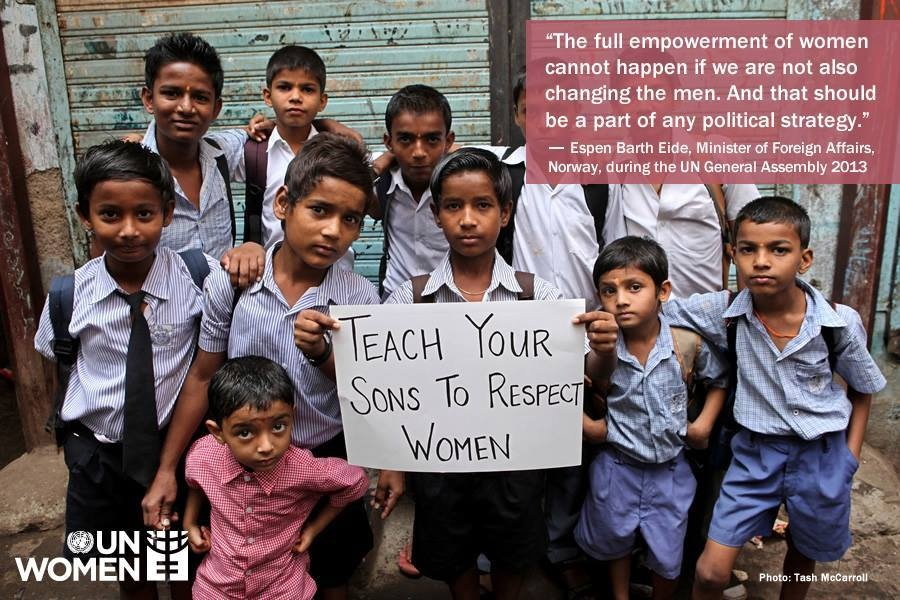 “The full empowerment of women
cannot happen if we are not also
changing the men. And that should
be a part of any political strategy.”
— Espen Barth Eide, Minister of Foreign Affairs,
Norway, during the UN General Assembly 2013
TEACH YOUR
SONS TO RESPECT
WOMEN
UN
WOMEN
Photo: Tash McCarroll